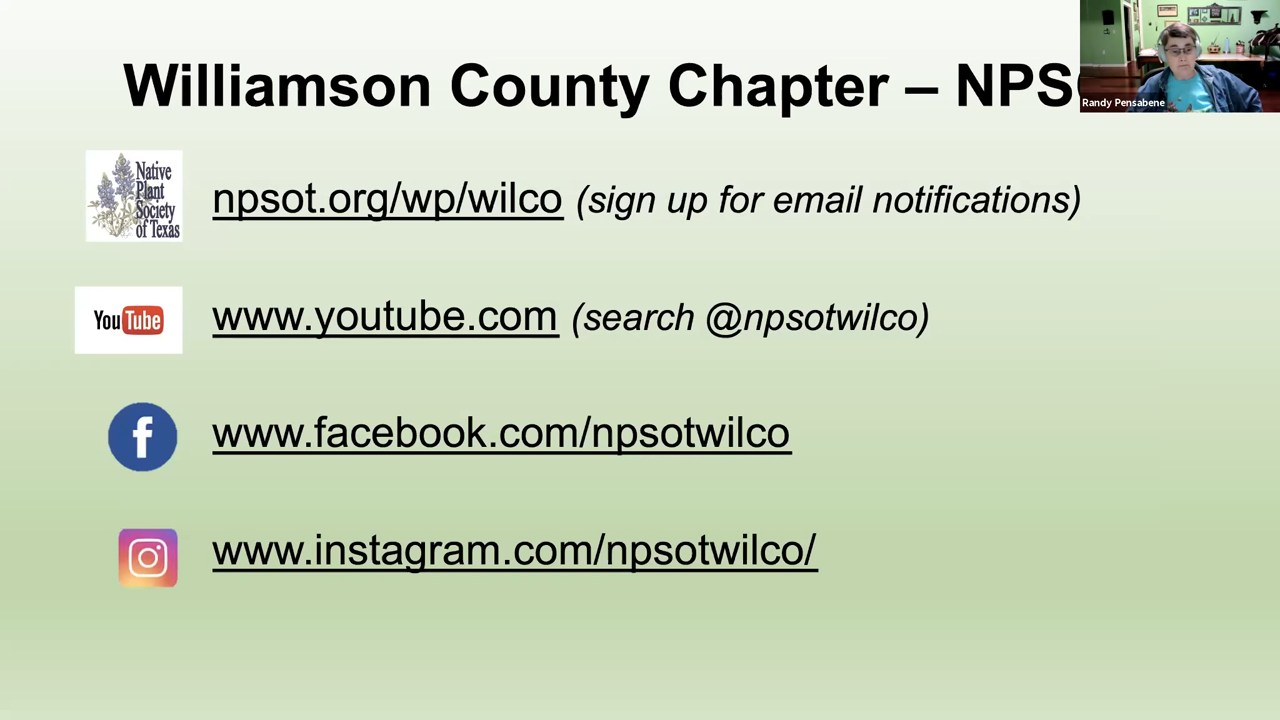 Williamson County Chapter – NPS
Randy Pensabene
Native
Plant
Society
of Texas
npsot.org/wp/wilco (sign up for email notifications)
YouTube
www.youtube.com (search @npsotwilco)
f
www.facebook.com/npsotwilco
www.instagram.com/npsotwilco/